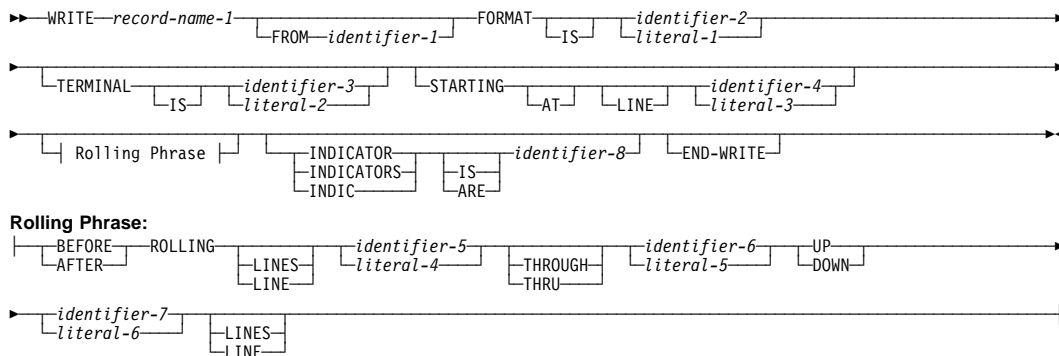 WRITE record-name-1 FORMAT identifier-2
FROM identifier-1 IS literal-1
TERMINAL identifier-3 STARTING identifier-4
IS literal-2 AT LINE literal-3
Rolling Phrase INDICATOR identifier-8 END-WRITE
INDICATORS IS
INDIC ARE
Rolling Phrase:
BEFORE ROLLING identifier-5 identifier-6 UP
AFTER LINES literal-4 THROUGH literal-5 DOWN
LINE THRU
identifier-7
literal-6 LINES
LINE